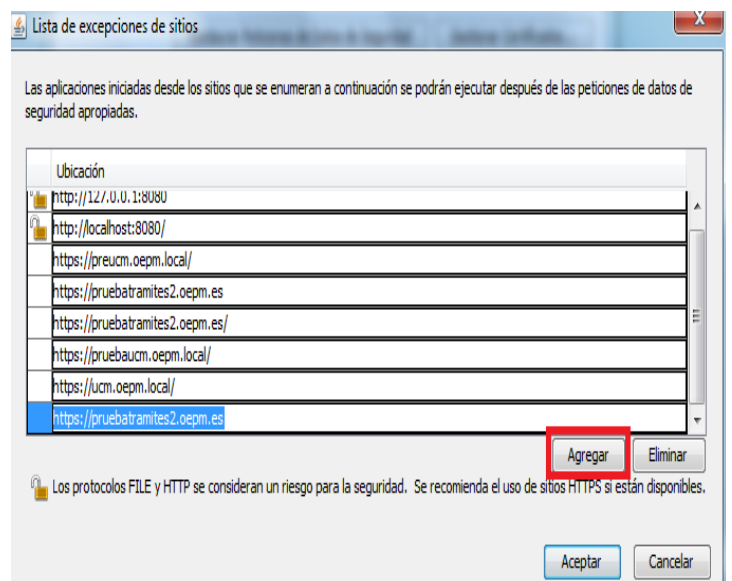 Lista de excepciones de sitios
X
Las aplicaciones iniciadas desde los sitios que se enumeran a continuación se podrán ejecutar después de las peticiones de datos de
seguridad apropiadas.
Ubicación
http://127.0.0.1:8080
http://localhost:8080/
https://preucm.oepm.local/
https://pruebatramites2.oepm.es
https://pruebatramites2.oepm.es/
https://pruebaucm.oepm.local/
https://ucm.oepm.local/
https://pruebatramites2.oepm.es
Agregar Eliminar
Los protocolos FILE y HTTP se consideran un riesgo para la seguridad. Se recomienda el uso de sitios HTTPS si están disponibles.
Aceptar Cancelar